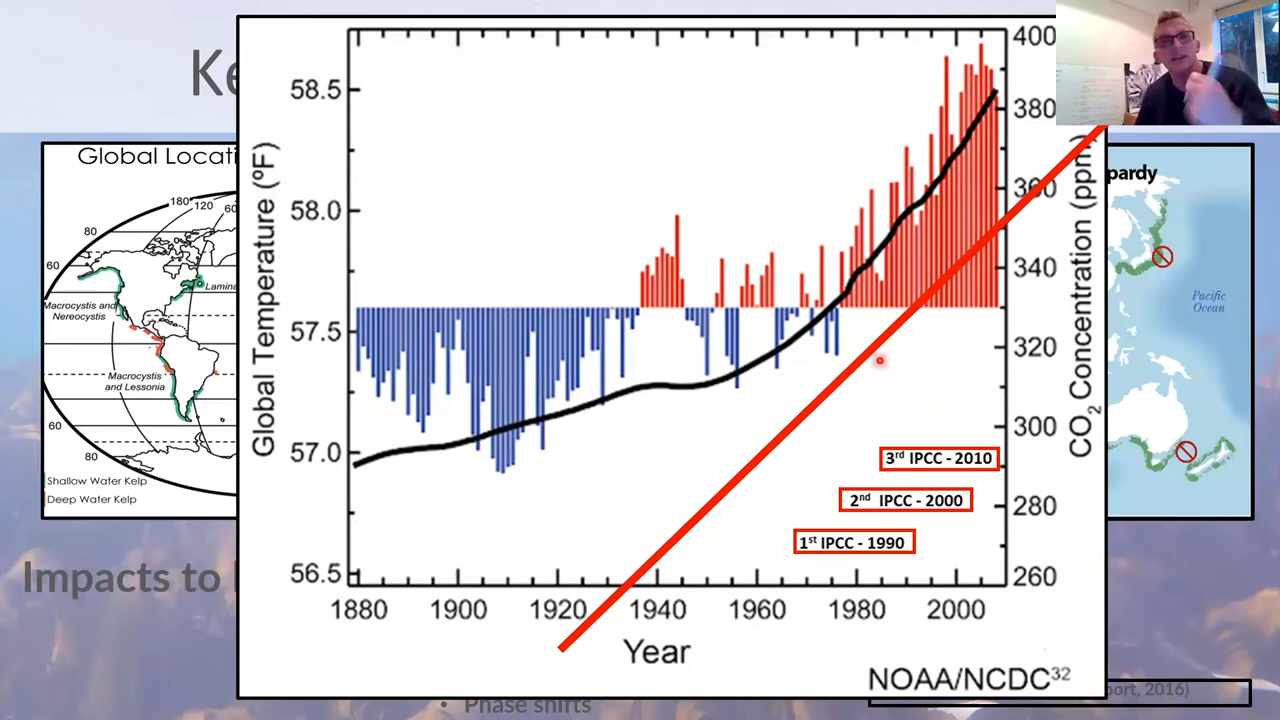 Ke
Global Locati
180
120
60
80
60
Lamina
Macrocystis and
Nereocystis
Macrocystis
and Lessonia
60
80
Shallow Water Kelp
Deep Water Kelp
Impacts to
400
58.5
380
58.0
360
340
57.5
320
57.0
300
280
56.5
260
Global Temperature (ºF)
CO2 Concentration (ppm)
3rd IPCC - 2010
2nd IPCC - 2000
1st IPCC - 1990
1880 1900 1920 1940 1960 1980 2000
Year
NOAA/NCDC32
pardy
Pacific
Ocean
port, 2016)
• Phase shifts